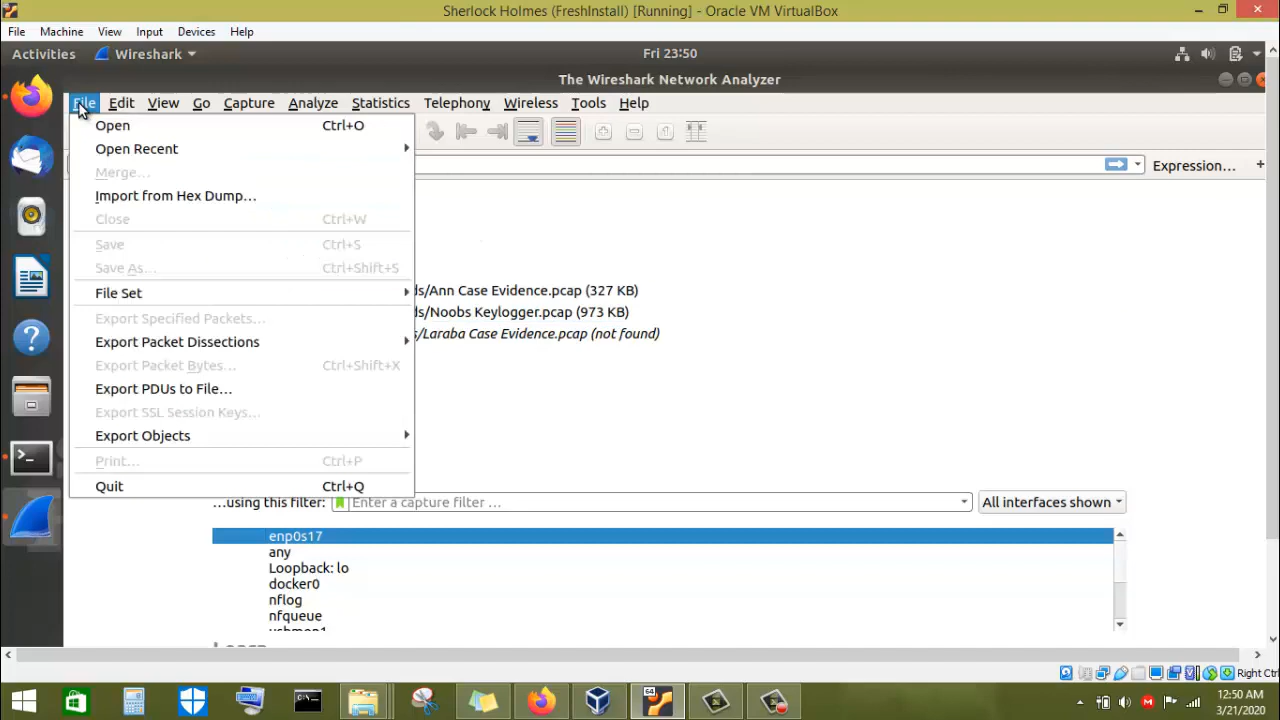 Sherlock Holmes (FreshInstall) [Running] - Oracle VM VirtualBox
File Machine View Input Devices Help
Activities Wireshark Fri 23:50
The Wireshark Network Analyzer
File Edit View Go Capture Analyze Statistics Telephony Wireless Tools Help
Open Ctrl+O
Open Recent
Merge...
Expression... +
Import from Hex Dump...
Close Ctrl+W
Save Ctrl+S
Save As... Ctrl+Shift+S
File Set
ds/Ann Case Evidence.pcap (327 KB)
Export Specified Packets...
ds/Noobs Keylogger.pcap (973 KB)
Export Packet Dissections
s/Laraba Case Evidence.pcap (not found)
Export Packet Bytes... Ctrl+Shift+X
Export PDUs to File...
Export SSL Session Keys...
Export Objects
Print... Ctrl+P
Quit Ctrl+Q
...using this filter: Enter a capture filter ... All interfaces shown
enp0s17
any
Loopback: lo
docker0
nflog
nfqueue
Right Ctrl
64
12:50 AM
3/21/2020